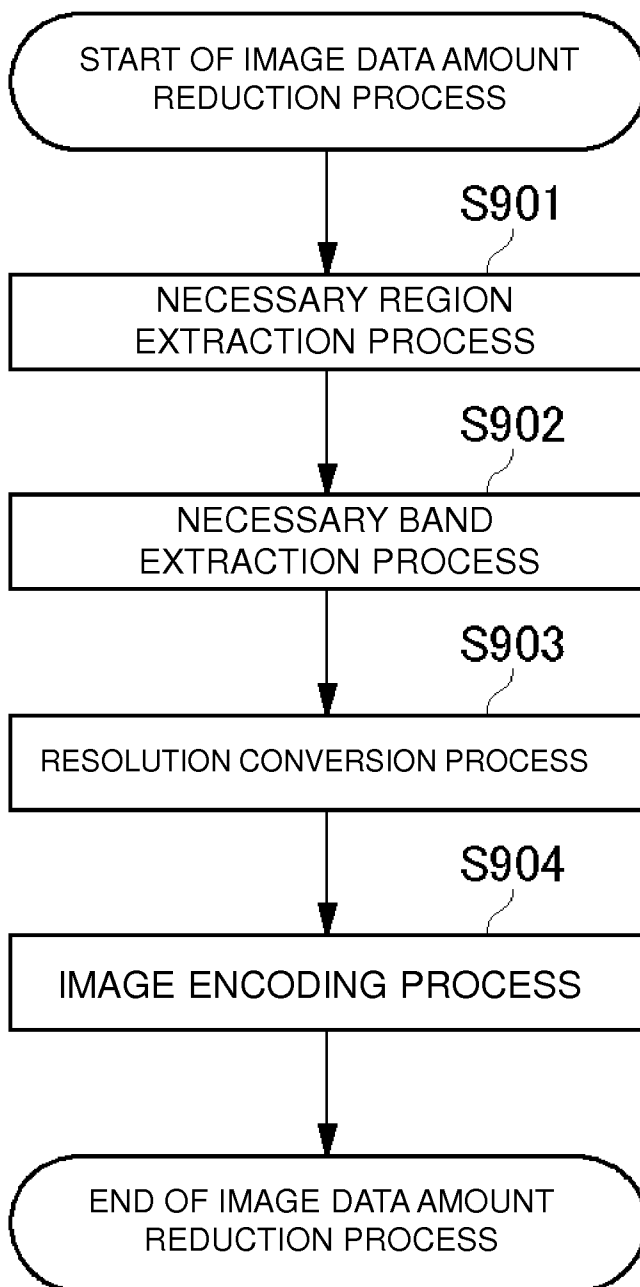 START OF IMAGE DATA AMOUNT
REDUCTION PROCESS
S901
NECESSARY REGION
EXTRACTION PROCESS
S902
NECESSARY BAND
EXTRACTION PROCESS
S903
RESOLUTION CONVERSION PROCESS
S904
IMAGE ENCODING PROCESS
END OF IMAGE DATA AMOUNT
REDUCTION PROCESS